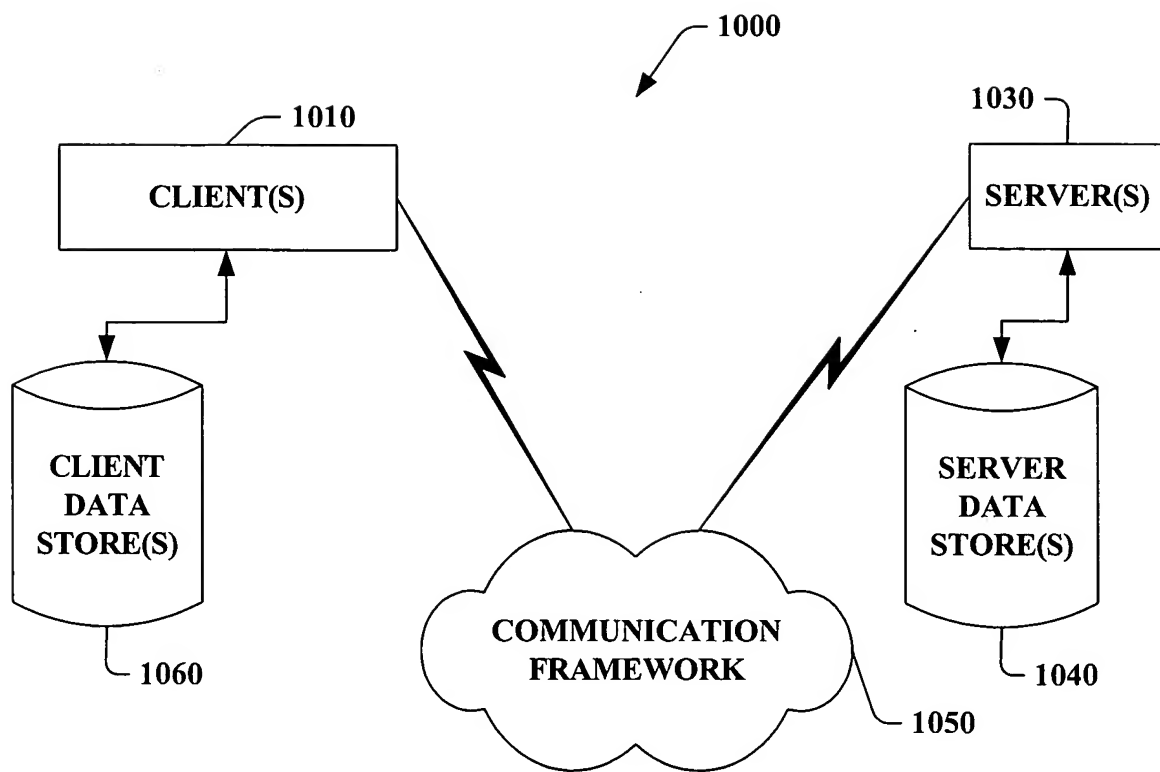 1000
1010
1030
CLIENT(S)
SERVER(S)
CLIENT
DATA
STORE(S)
SERVER
DATA
STORE(S)
COMMUNICATION
FRAMEWORK
1060
1040
1050